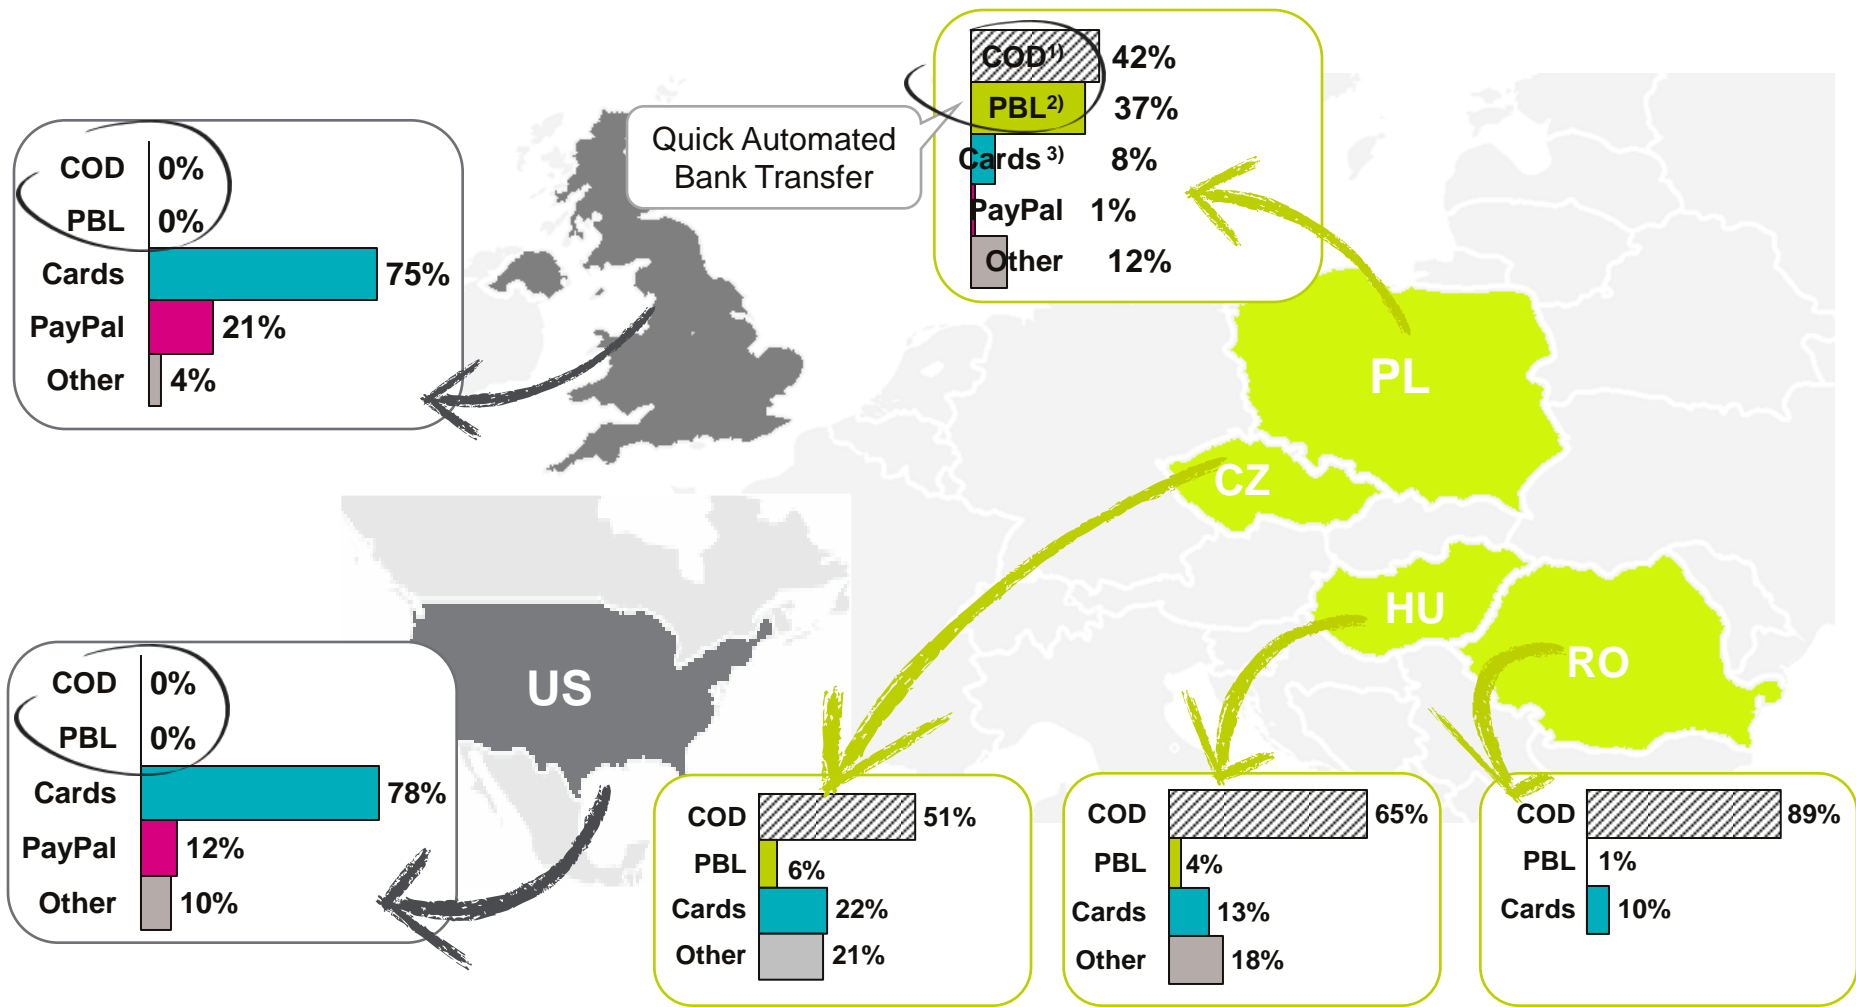 COD¹⁾ 42%
PBL²⁾ 37%
Cards ³⁾ 8%
PayPal 1%
Other 12%
Quick Automated
Bank Transfer
COD 0%
PBL 0%
Cards 75%
PayPal 21%
Other 4%
PL
CZ
HU
RO
US
COD 0%
PBL 0%
Cards 78%
PayPal 12%
Other 10%
COD 51%
PBL 6%
Cards 22%
Other 21%
COD 65%
PBL 4%
Cards 13%
Other 18%
COD 89%
PBL 1%
Cards 10%